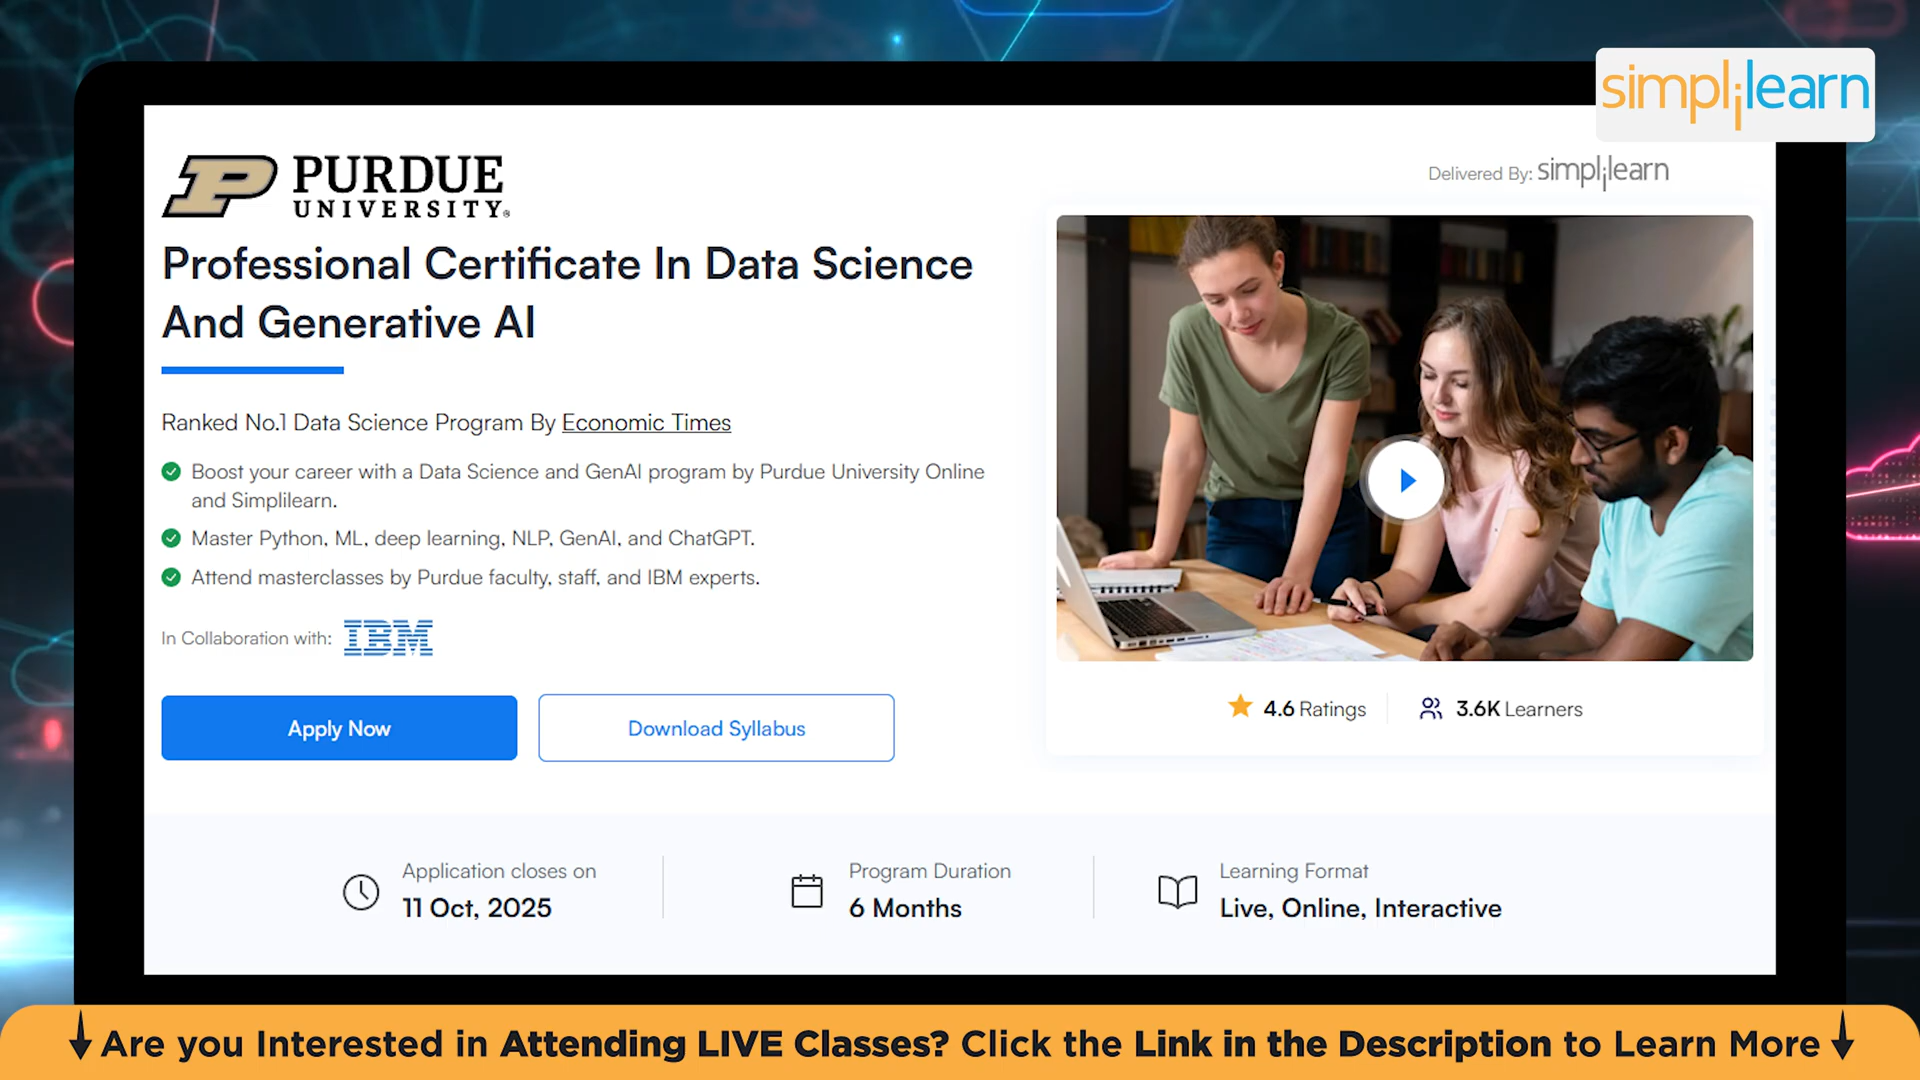 simplilearn
PURDUE
UNIVERSITY®
Delivered By: simplilearn
Professional Certificate In Data Science
And Generative AI
Ranked No.1 Data Science Program By Economic Times
Boost your career with a Data Science and GenAI program by Purdue University Online
and Simplilearn.
Master Python, ML, deep learning, NLP, GenAI, and ChatGPT.
Attend masterclasses by Purdue faculty, staff, and IBM experts.
In Collaboration with: IBM
Apply Now
Download Syllabus
4.6 Ratings
3.6K Learners
Application closes on
11 Oct, 2025
Program Duration
6 Months
Learning Format
Live, Online, Interactive
Are you Interested in Attending LIVE Classes? Click the Link in the Description to Learn More